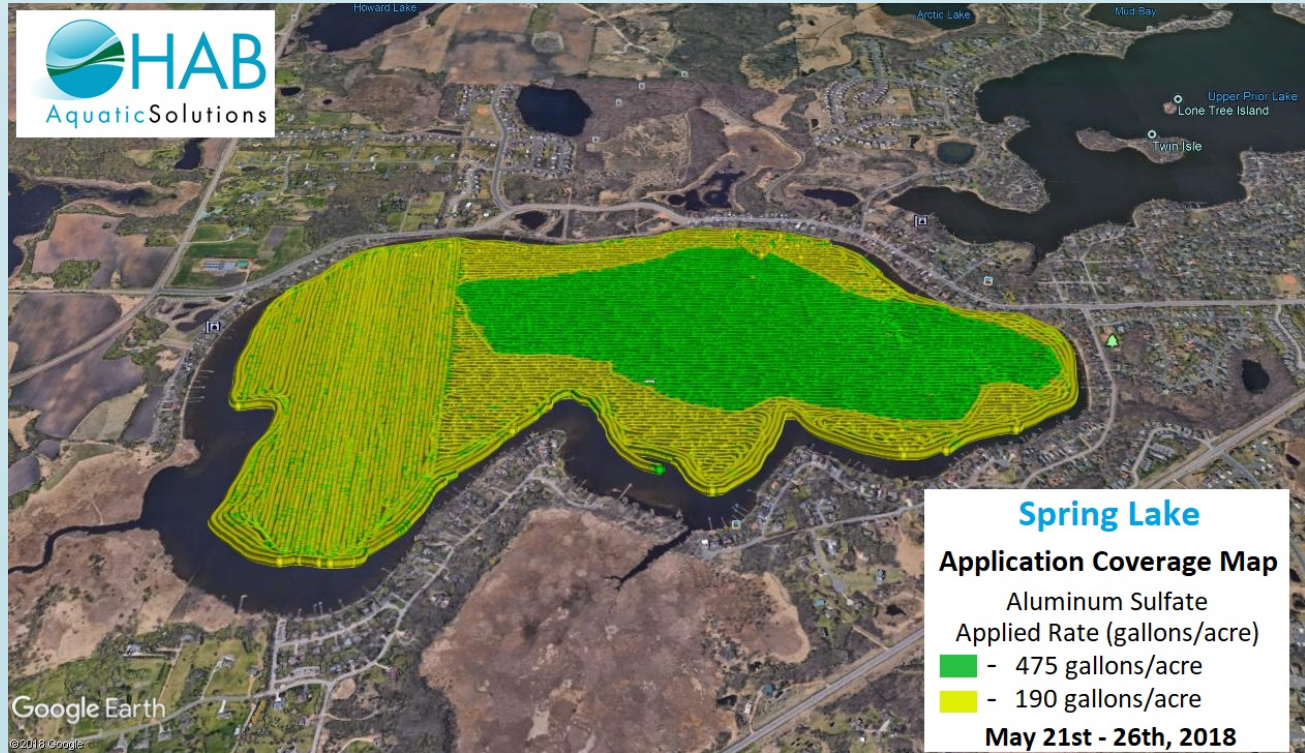 HAB
AquaticSolutions
Howard Lake
Arctic Lake
Mud Bay
Upper Prior Lake
Lone Tree Island
Twin Isle
Spring Lake
Application Coverage Map
Aluminum Sulfate
Applied Rate (gallons/acre)
- 475 gallons/acre
- 190 gallons/acre
May 21st - 26th, 2018
Google Earth
©2018 Google